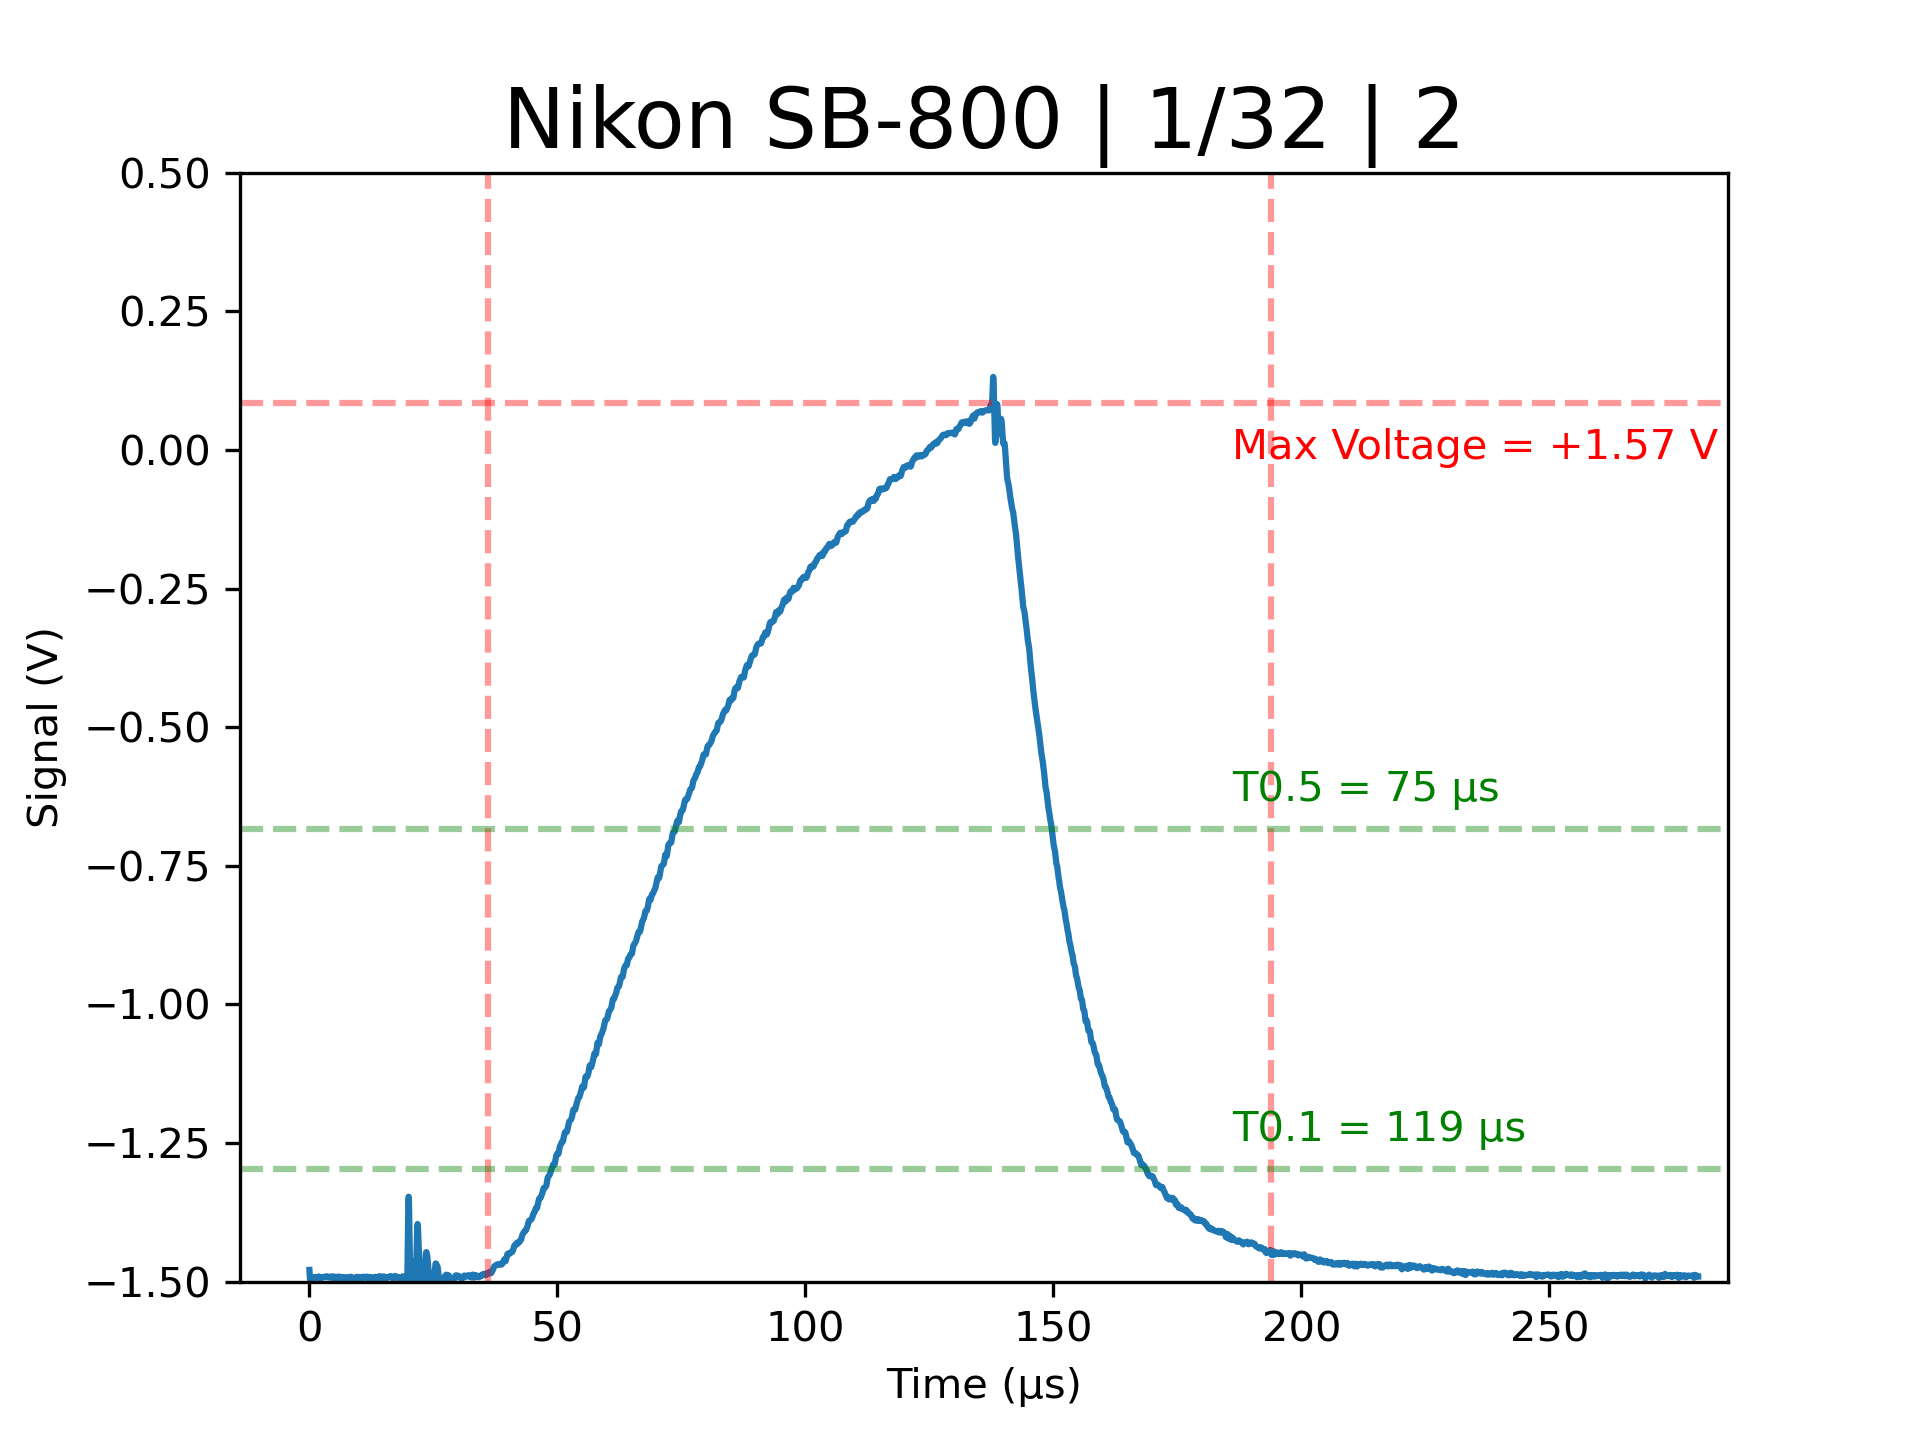 Nikon SB-800 | 1/32 | 2
0.50
0.25
0.00
−0.25
−0.50
−0.75
−1.00
−1.25
−1.50
Signal (V)
Max Voltage = +1.57 V
T0.5 = 75 µs
T0.1 = 119 µs
0 50 100 150 200 250
Time (µs)